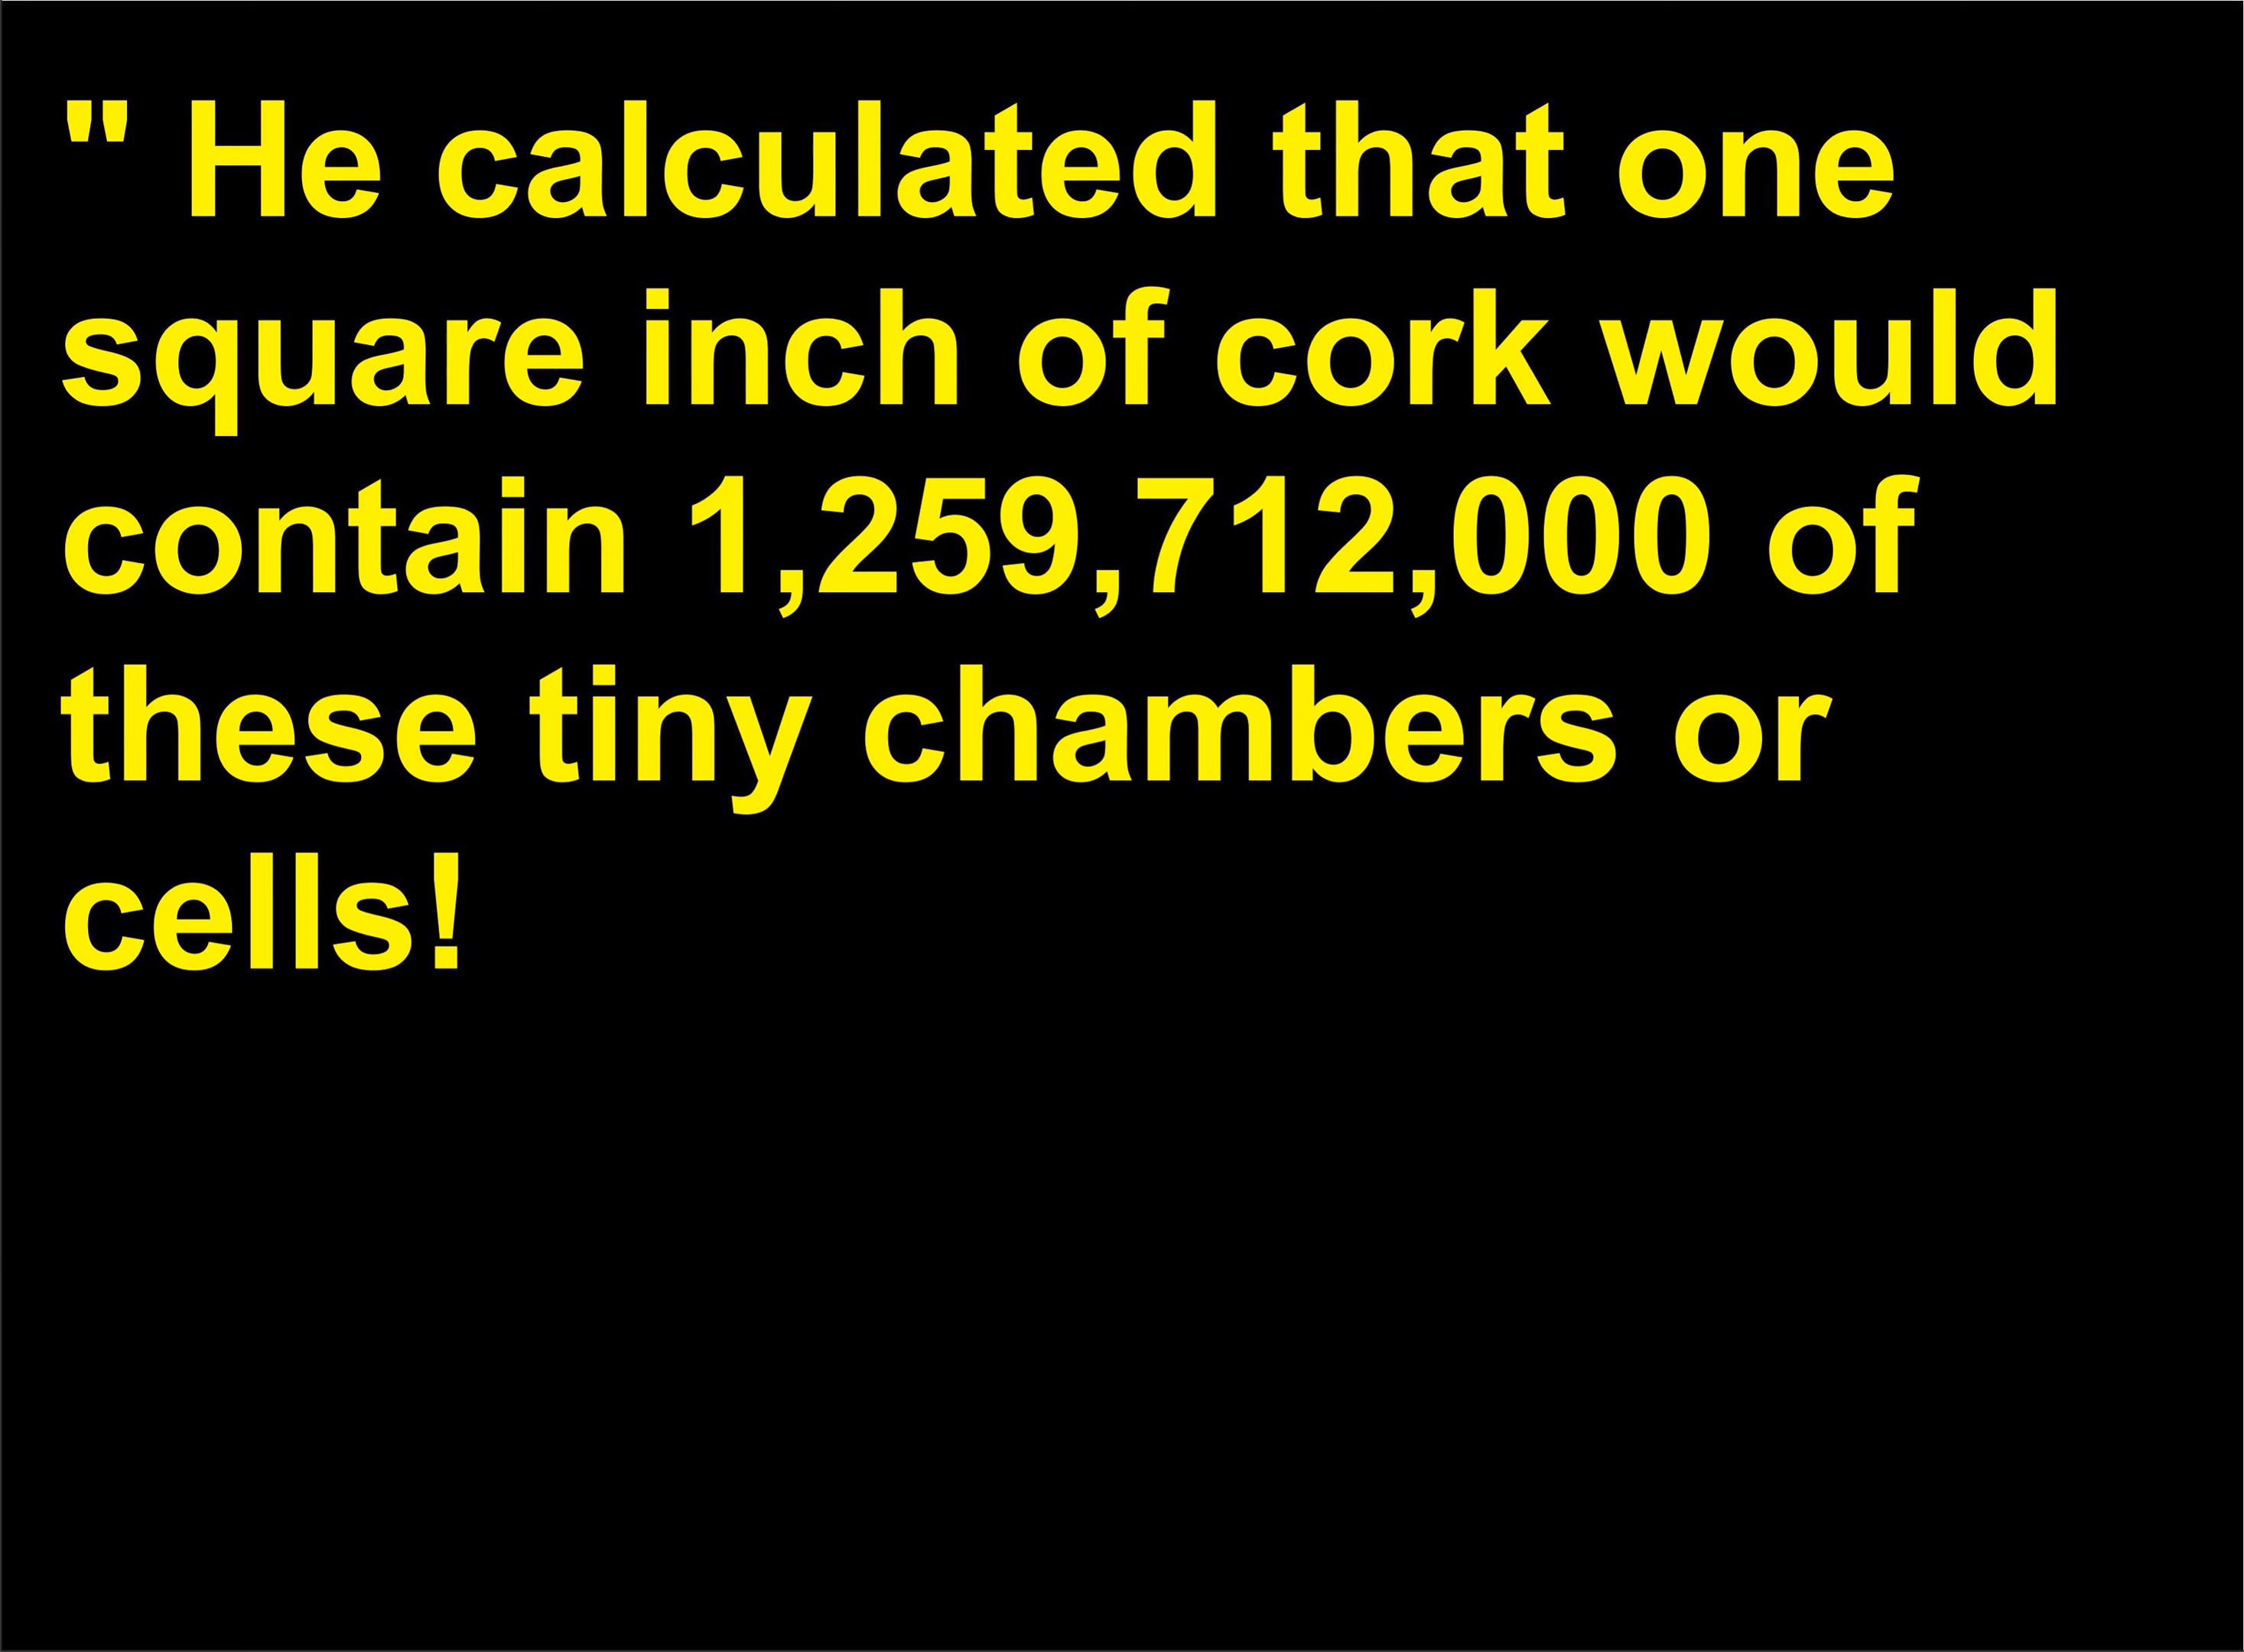 " He calculated that one
square inch of cork would
contain 1,259,712,000 of
these tiny chambers or
cells!